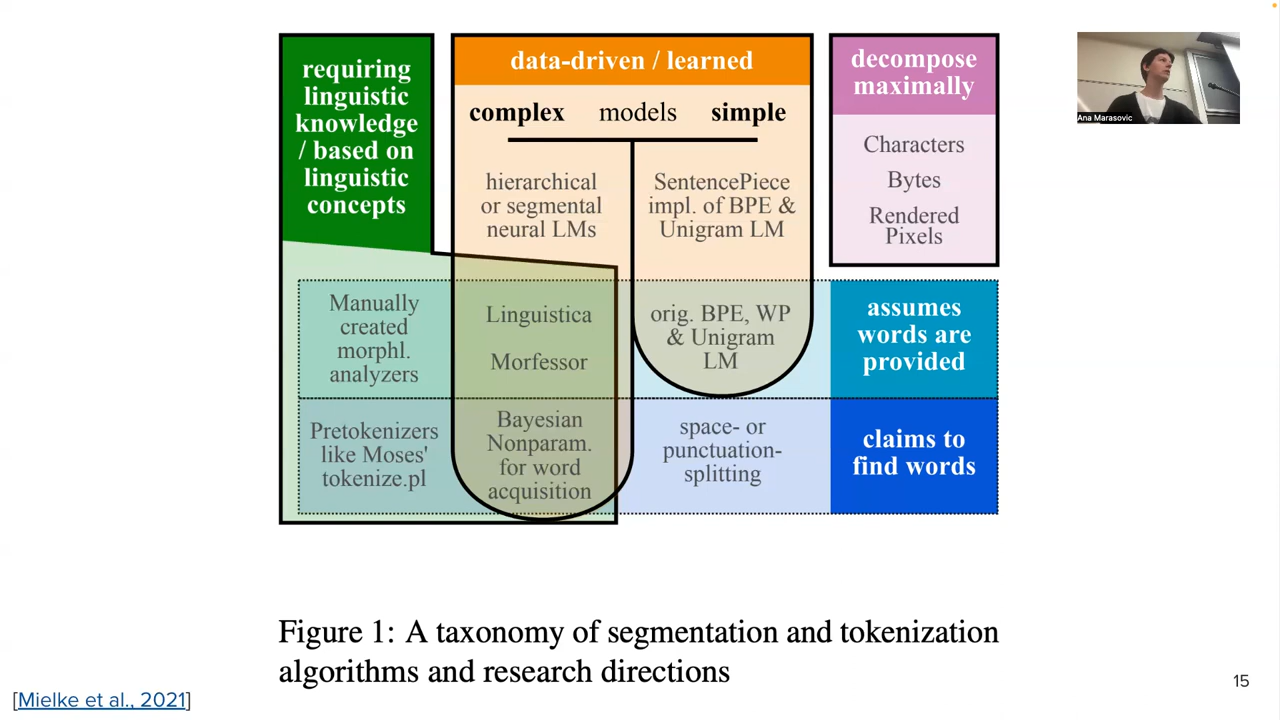 requiring
linguistic
knowledge
/ based on
linguistic
concepts
data-driven / learned
complex models simple
hierarchical
or segmental
neural LMs
SentencePiece
impl. of BPE &
Unigram LM
decompose
maximally
Characters
Bytes
Rendered
Pixels
Manually
created
morphl.
analyzers
Linguistica
Morfessor
orig. BPE, WP
& Unigram
LM
assumes
words are
provided
Pretokenizers
like Moses'
tokenize.pl
Bayesian
Nonparam.
for word
acquisition
space- or
punctuation-
splitting
claims to
find words
Ana Marasovic
Figure 1: A taxonomy of segmentation and tokenization
algorithms and research directions
[Mielke et al., 2021]
15